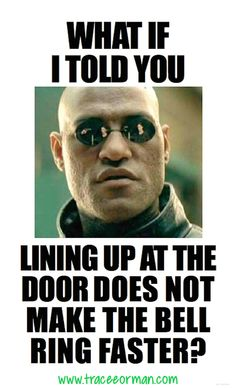 WHAT IF
I TOLD YOU
LINING UP AT THE
DOOR DOES NOT
MAKE THE BELL
RING FASTER?
www.traceeorman.com